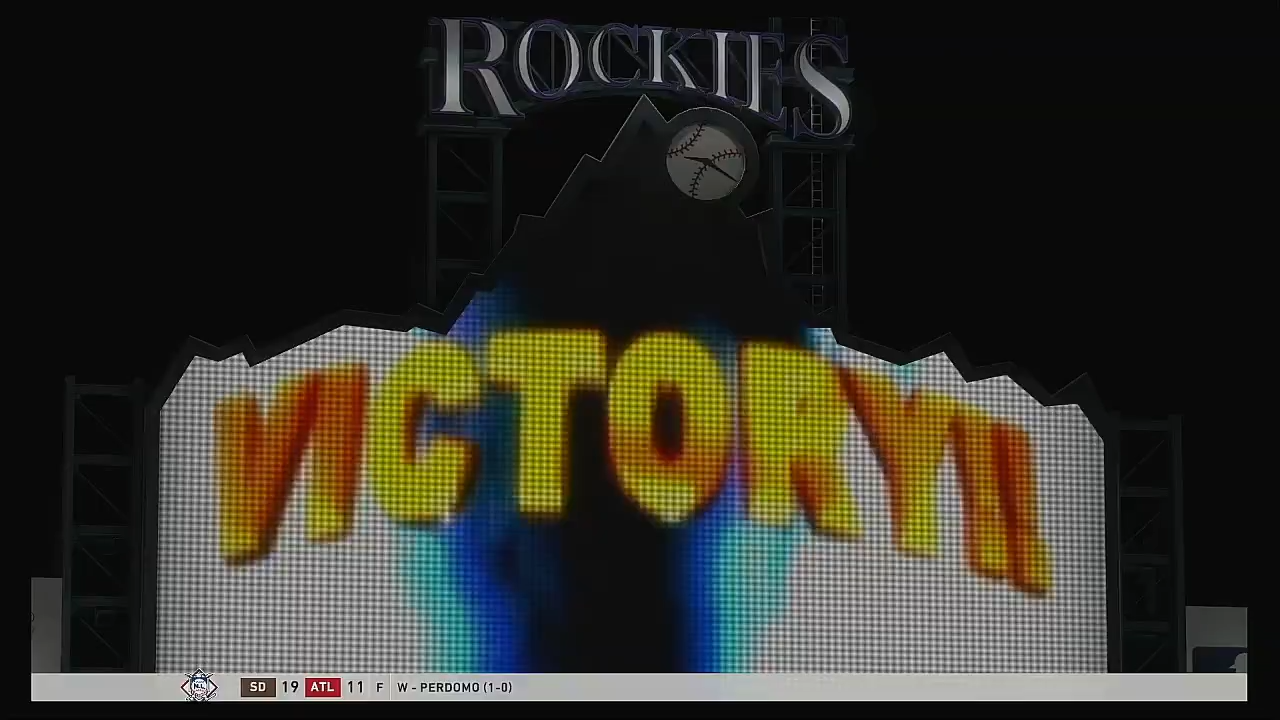 ROCKIES
VICTORY!!
SD 19 ATL 11 F W - PERDOMO (1-0)